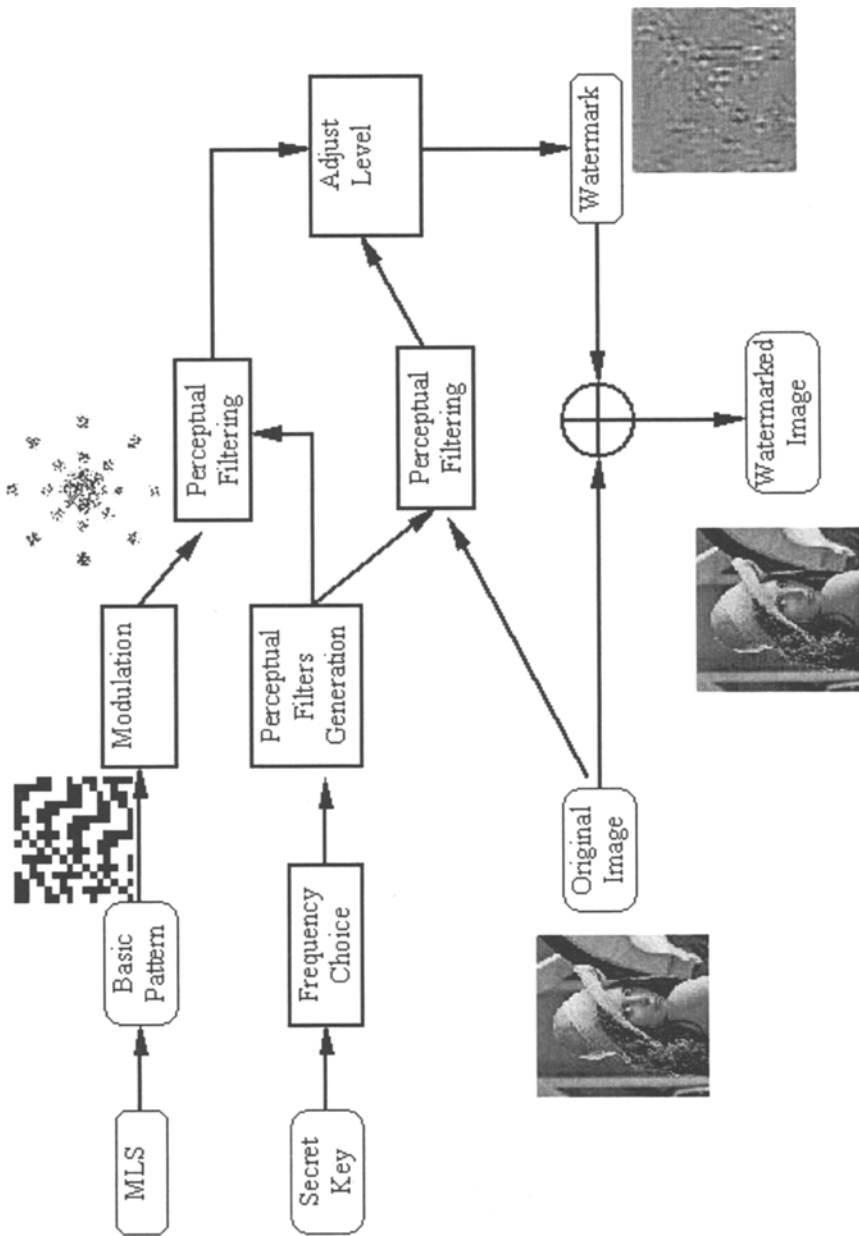 MLS
Basic
Pattern
Modulation
Perceptual
Filtering
Secret
Key
Frequency
Choice
Perceptual
Filters
Generation
Perceptual
Filtering
Adjust
Level
Original
Image
Watermark
Watermarked
Image